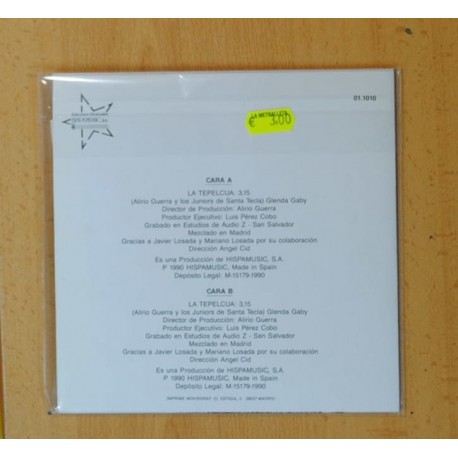 HISPAMUSIC, S.A.
01.1010
LA METRALLETA
€ 3,00
CARA A
LA TEPELCUA: 3,15
(Alirio Guerra y los Juniors de Santa Tecla) Glenda Gaby
Director de Producción: Alirio Guerra
Productor Ejecutivo: Luis Pérez Cobo
Grabado en Estudios de Audio Z - San Salvador
Mezclado en Madrid
Gracias a Javier Losada y Mariano Losada por su colaboración
Dirección Angel Cid
Es una Producción de HISPAMUSIC, S.A.
P 1990 HISPAMUSIC, Made in Spain
Depósito Legal: M-15179-1990
CARA B
LA TEPELCUA: 3,15
(Alirio Guerra y los Juniors de Santa Tecla) Glenda Gaby
Director de Producción: Alirio Guerra
Productor Ejecutivo: Luis Pérez Cobo
Grabado en Estudios de Audio Z - San Salvador
Mezclado en Madrid
Gracias a Javier Losada y Mariano Losada por su colaboración
Dirección Angel Cid
Es una Producción de HISPAMUSIC, S.A.
P 1990 HISPAMUSIC, Made in Spain
Depósito Legal: M-15179-1990